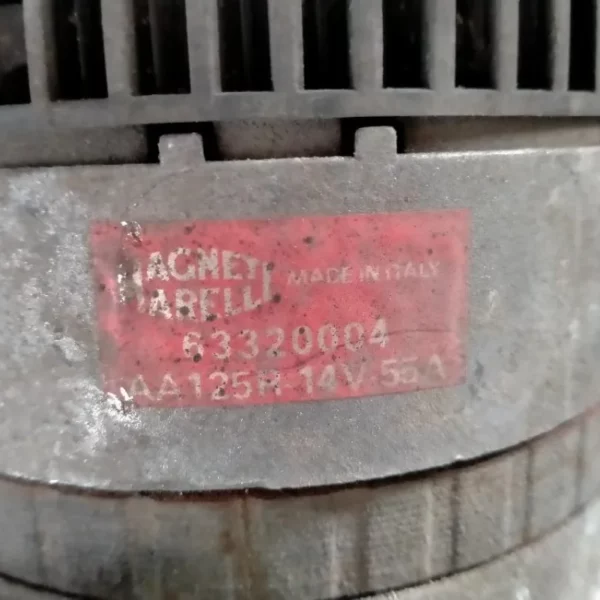 MAGNETI
MARELLI
MADE IN ITALY
63320004
AA125R-14V-55A